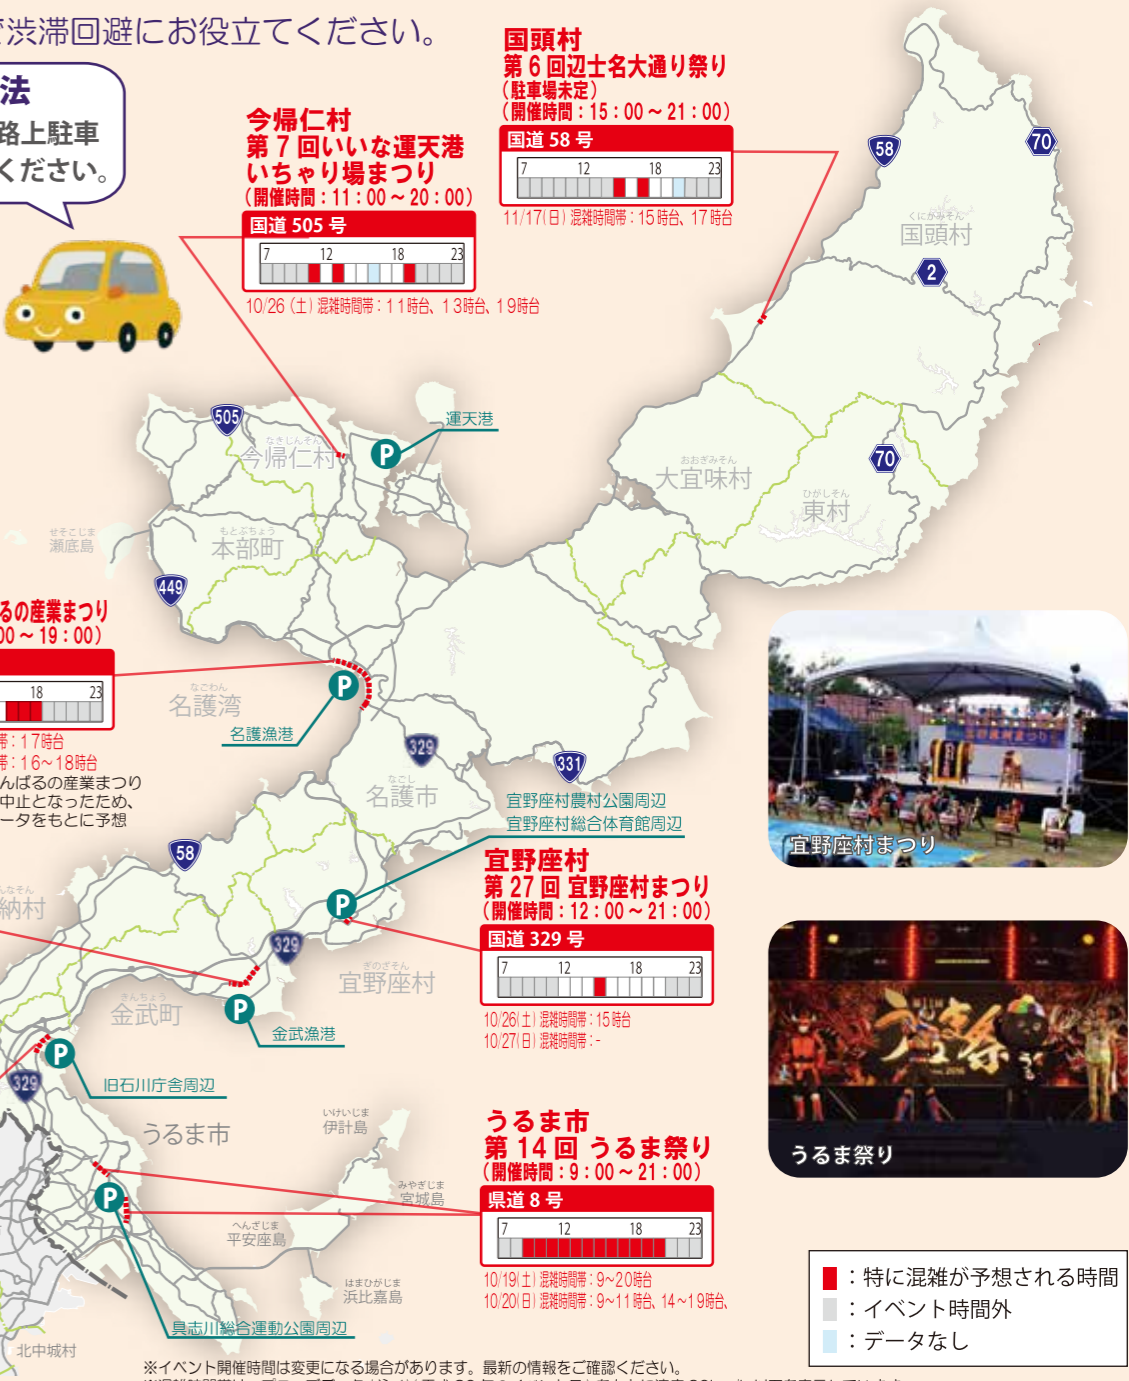 で渋滞回避にお役立てください。
法
路上駐車
ください。
国頭村
第6回辺士名大通り祭り
(駐車場未定)
(開催時間:15:00～21:00)
国道58号
7 12 18 23
11/17(日)混雑時間帯:15時台、17時台
今帰仁村
第7回いいな運天港
いちゃり場まつり
(開催時間:11:00～20:00)
国道505号
7 12 18 23
10/26(土)混雑時間帯:11時台、13時台、19時台
58
70
くにがみそん
国頭村
2
505
運天港
P
なきじんそん
今帰仁村
おおぎみそん
大宜味村
70
ひがしそん
東村
せそこじま
瀬底島
もとぶちょう
本部町
449
るの産業まつり
00～19:00)
18 23
帯:17時台
帯:16～18時台
んばるの産業まつり
中止となったため、
ータをもとに予想
なごわん
名護湾
P
名護漁港
329
331
なごし
名護市
宜野座村農村公園周辺
宜野座村総合体育館周辺
宜野座村まつり
58
んなそん
納村
P
329
宜野座村
第27回 宜野座村まつり
(開催時間:12:00～21:00)
国道329号
7 12 18 23
10/26(土)混雑時間帯:15時台
10/27(日)混雑時間帯:-
ぎのざそん
宜野座村
きんちょう
金武町
P
金武漁港
P
329
旧石川庁舎周辺
うるま市
いけいじま
伊計島
みやぎじま
宮城島
へんざじま
平安座島
はまひがじま
浜比嘉島
P
具志川総合運動公園周辺
北中城村
うるま市
第14回 うるま祭り
(開催時間:9:00～21:00)
県道8号
7 12 18 23
10/19(土)混雑時間帯:9～20時台
10/20(日)混雑時間帯:9～11時台、14～19時台、
うるま祭り
:特に混雑が予想される時間
:イベント時間外
:データなし
※イベント開催時間は変更になる場合があります。最新の情報をご確認ください。